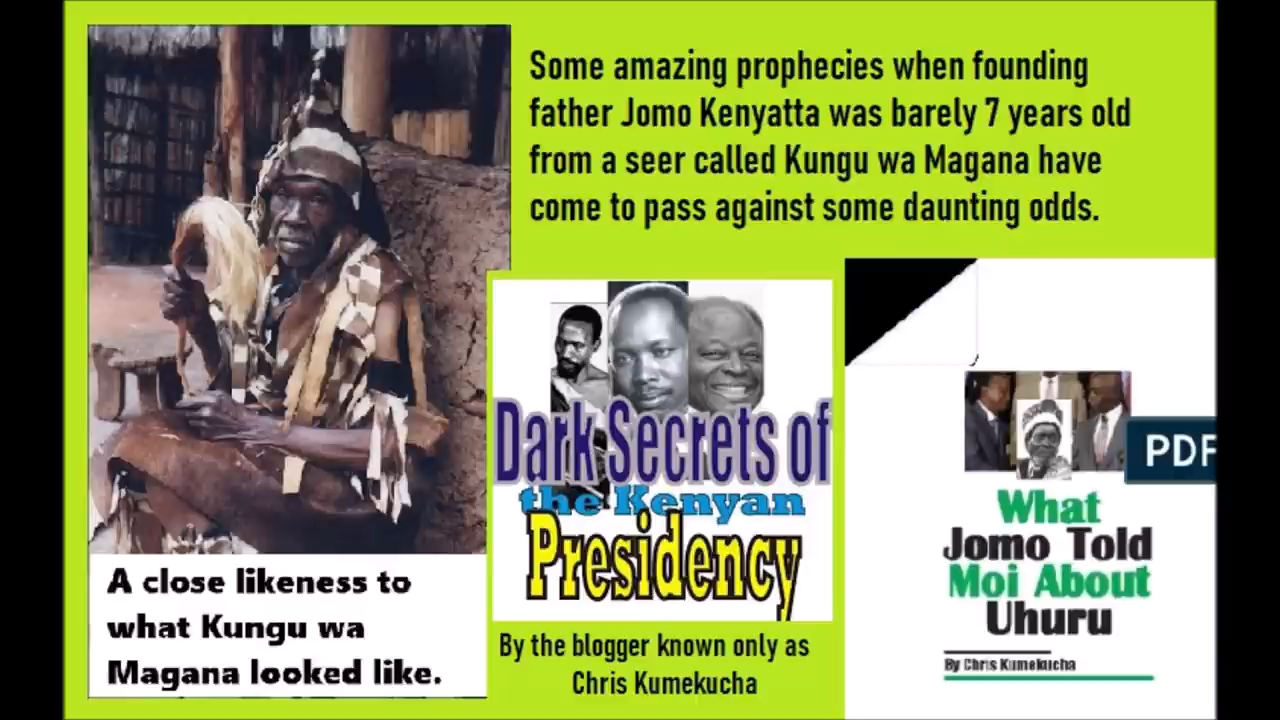 Some amazing prophecies when founding
father Jomo Kenyatta was barely 7 years old
from a seer called Kungu wa Magana have
come to pass against some daunting odds.
A close likeness to
what Kungu wa
Magana looked like.
Dark Secrets of
the Kenyan
Presidency
By the blogger known only as
Chris Kumekucha
PDF
What
Jomo Told
Moi About
Uhuru
By Chris Kumekucha